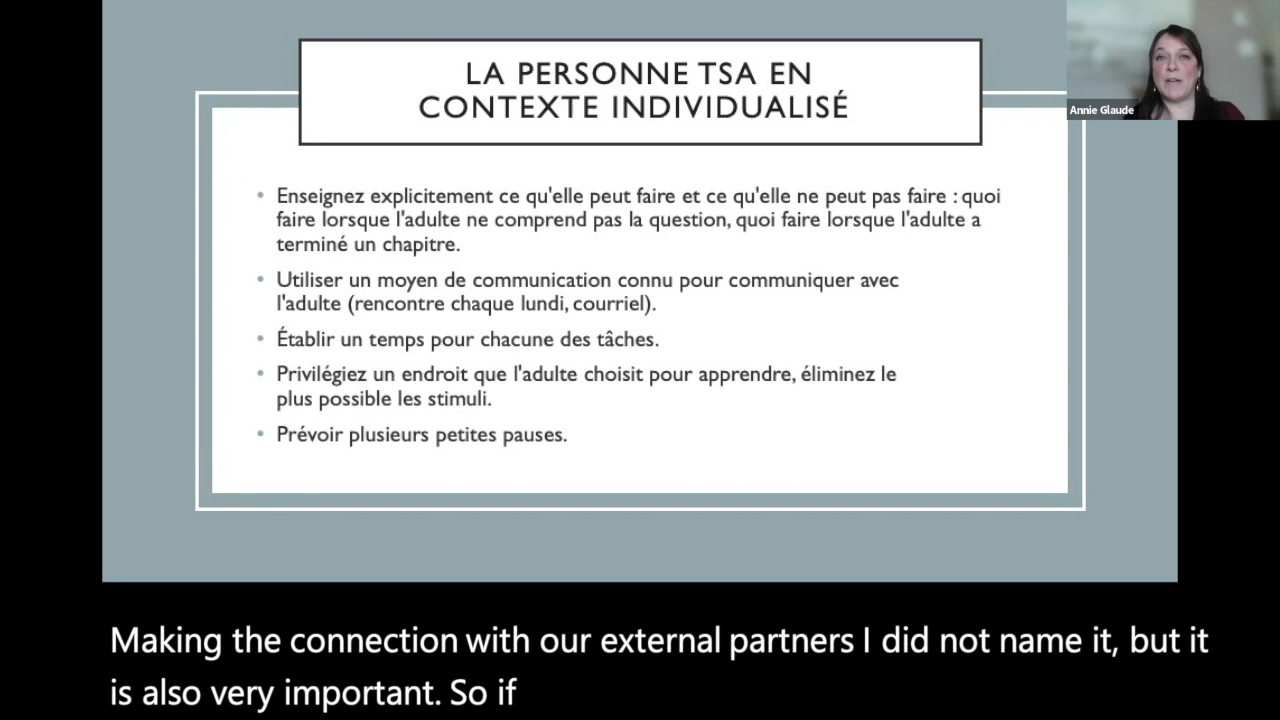 LA PERSONNE TSA EN
CONTEXTE INDIVIDUALISÉ
Annie Glaude
• Enseignez explicitement ce qu'elle peut faire et ce qu'elle ne peut pas faire : quoi
faire lorsque l'adulte ne comprend pas la question, quoi faire lorsque l'adulte a
terminé un chapitre.
• Utiliser un moyen de communication connu pour communiquer avec
l'adulte (rencontre chaque lundi, courriel).
• Établir un temps pour chacune des tâches.
• Privilégiez un endroit que l'adulte choisit pour apprendre, éliminez le
plus possible les stimuli.
• Prévoir plusieurs petites pauses.
Making the connection with our external partners I did not name it, but it
is also very important. So if